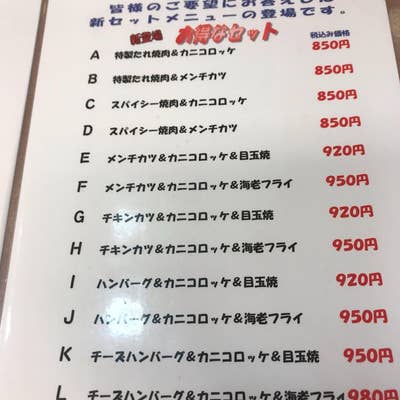 皆様のご要望にお答えした
新セットメニューの登場です。
新登場 お得なセット 税込み価格
A 特製たれ焼肉&カニコロッケ 850円
B 特製たれ焼肉&メンチカツ 850円
C スパイシー焼肉&カニコロッケ 850円
D スパイシー焼肉&メンチカツ 850円
E メンチカツ&カニコロッケ&目玉焼 920円
F メンチカツ&カニコロッケ&海老フライ 950円
G チキンカツ&カニコロッケ&目玉焼 920円
H チキンカツ&カニコロッケ&海老フライ 950円
I ハンバーグ&カニコロッケ&目玉焼 920円
J ハンバーグ&カニコロッケ&海老フライ 950円
K チーズハンバーグ&カニコロッケ&目玉焼 950円
L チーズハンバーグ&カニコロッケ&海老フライ 980円